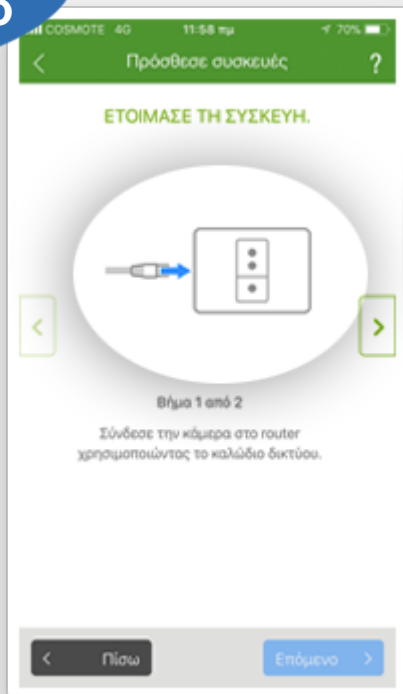 COSMOTE 4G 11:58 πμ 70%
Πρόσθεσε συσκευές ?
ΕΤΟΙΜΑΣΕ ΤΗ ΣΥΣΚΕΥΗ.
Βήμα 1 από 2
Σύνδεσε την κάμερα στο router
χρησιμοποιώντας το καλώδιο δικτύου.
< Πίσω Επόμενο >